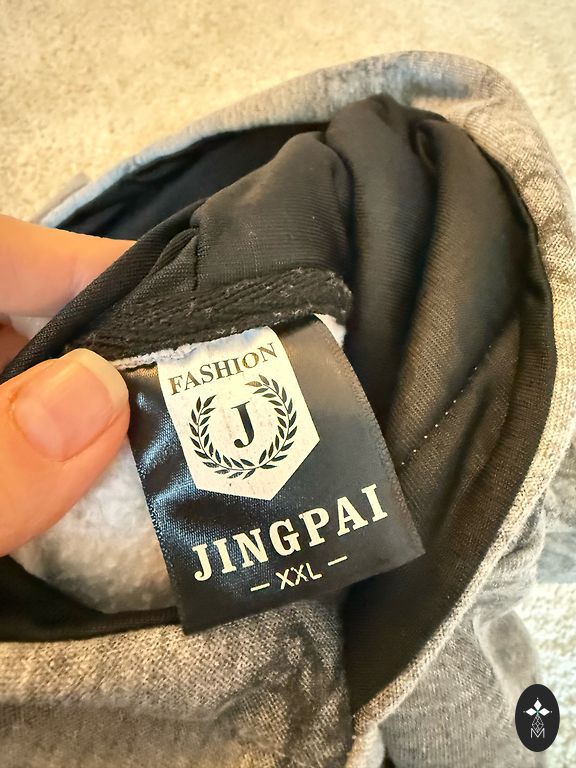 FASHION
J
JINGPAI
— XXL —
M